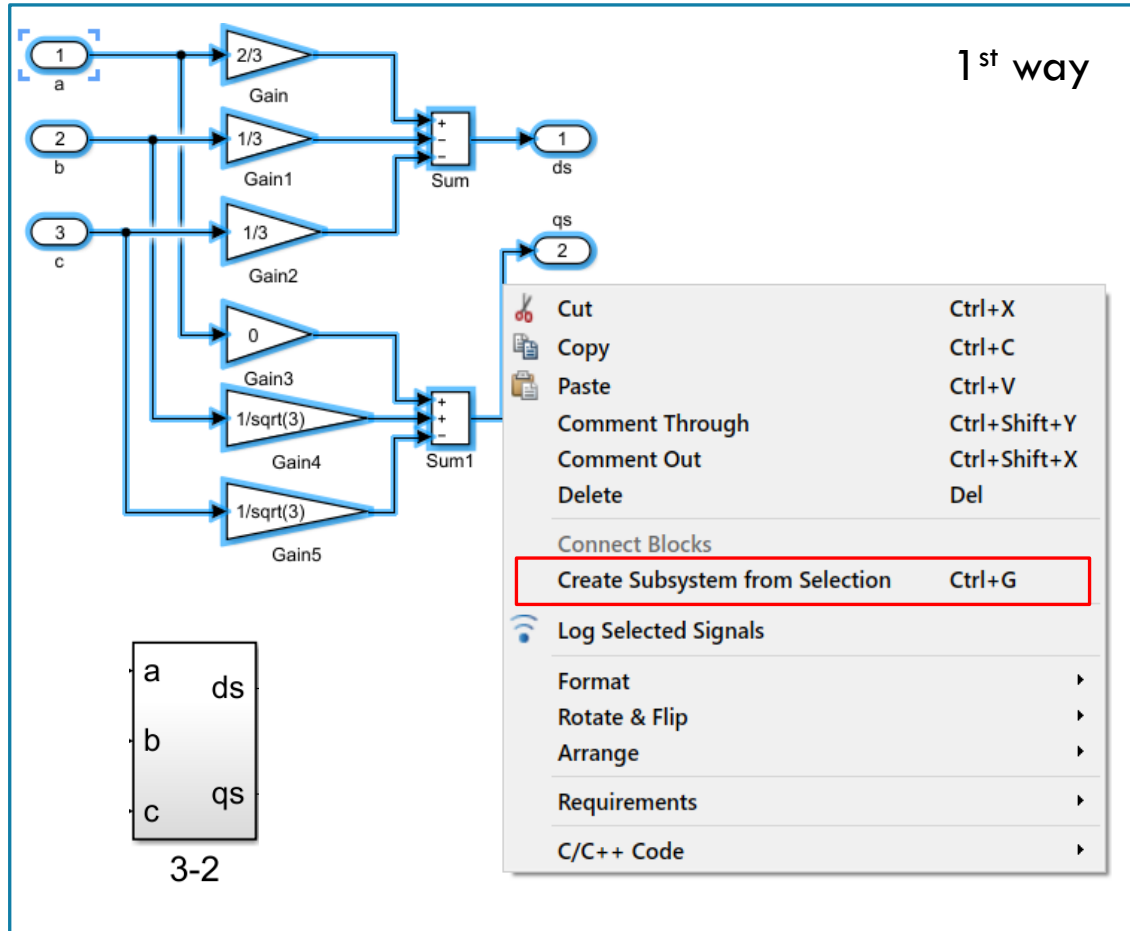 1st way
1
a
2/3
Gain
2
b
1/3
Gain1
+
−
−
Sum
1
ds
3
c
1/3
Gain2
qs
2
0
Gain3
1/sqrt(3)
Gain4
+
+
−
Sum1
1/sqrt(3)
Gain5
Cut Ctrl+X
Copy Ctrl+C
Paste Ctrl+V
Comment Through Ctrl+Shift+Y
Comment Out Ctrl+Shift+X
Delete Del
Connect Blocks
Create Subsystem from Selection Ctrl+G
Log Selected Signals
Format
Rotate & Flip
Arrange
Requirements
C/C++ Code
a
ds
b
qs
c
3-2